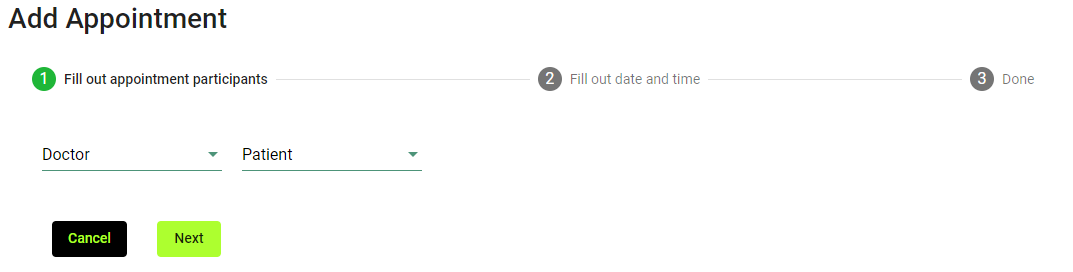 Add Appointment
1 Fill out appointment participants 2 Fill out date and time 3 Done
Doctor Patient
Cancel Next